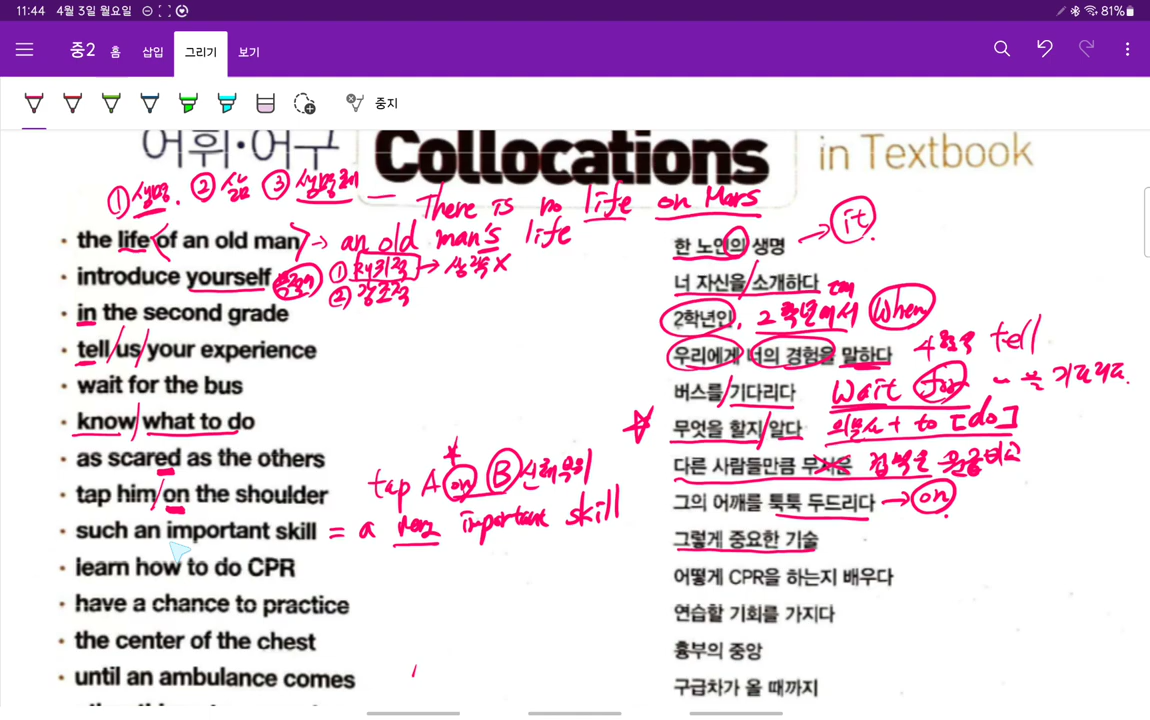 11:44 4월 3일 월요일 81%
중2 홈 삽입 그리기 보기
중지
어휘·어구 Collocations in Textbook
① 생명. ② 삶 ③ 생명체 — There is no life on Mars
the life of an old man → an old man's life 한 노인의 생명 → it.
introduce yourself ① 재귀적 → 생략 X 너 자신을/소개하다
② 강조적
in the second grade 2학년인, 2학년에서 When
tell/us/your experience 우리에게 너의 경험을 말하다 tell
wait for the bus 버스를/기다리다 Wait for ~을 기다리다.
know/what to do 무엇을 할지/알다 의문사 + to [do]
as scared as the others 다른 사람들만큼 무서운 겁먹은
tap him/on the shoulder tap A on B 신체부위 그의 어깨를 툭툭 두드리다 → on.
such an important skill = a very important skill 그렇게 중요한 기술
learn how to do CPR 어떻게 CPR을 하는지 배우다
have a chance to practice 연습할 기회를 가지다
the center of the chest 흉부의 중앙
until an ambulance comes 구급차가 올 때까지